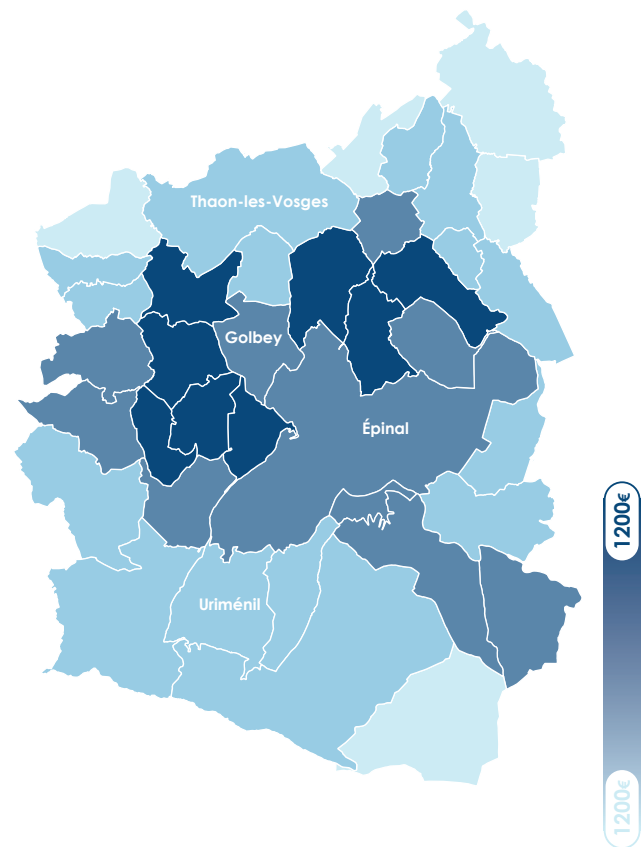 Thaon-les-Vosges
Golbey
Épinal
1200€
Uriménil
1200€